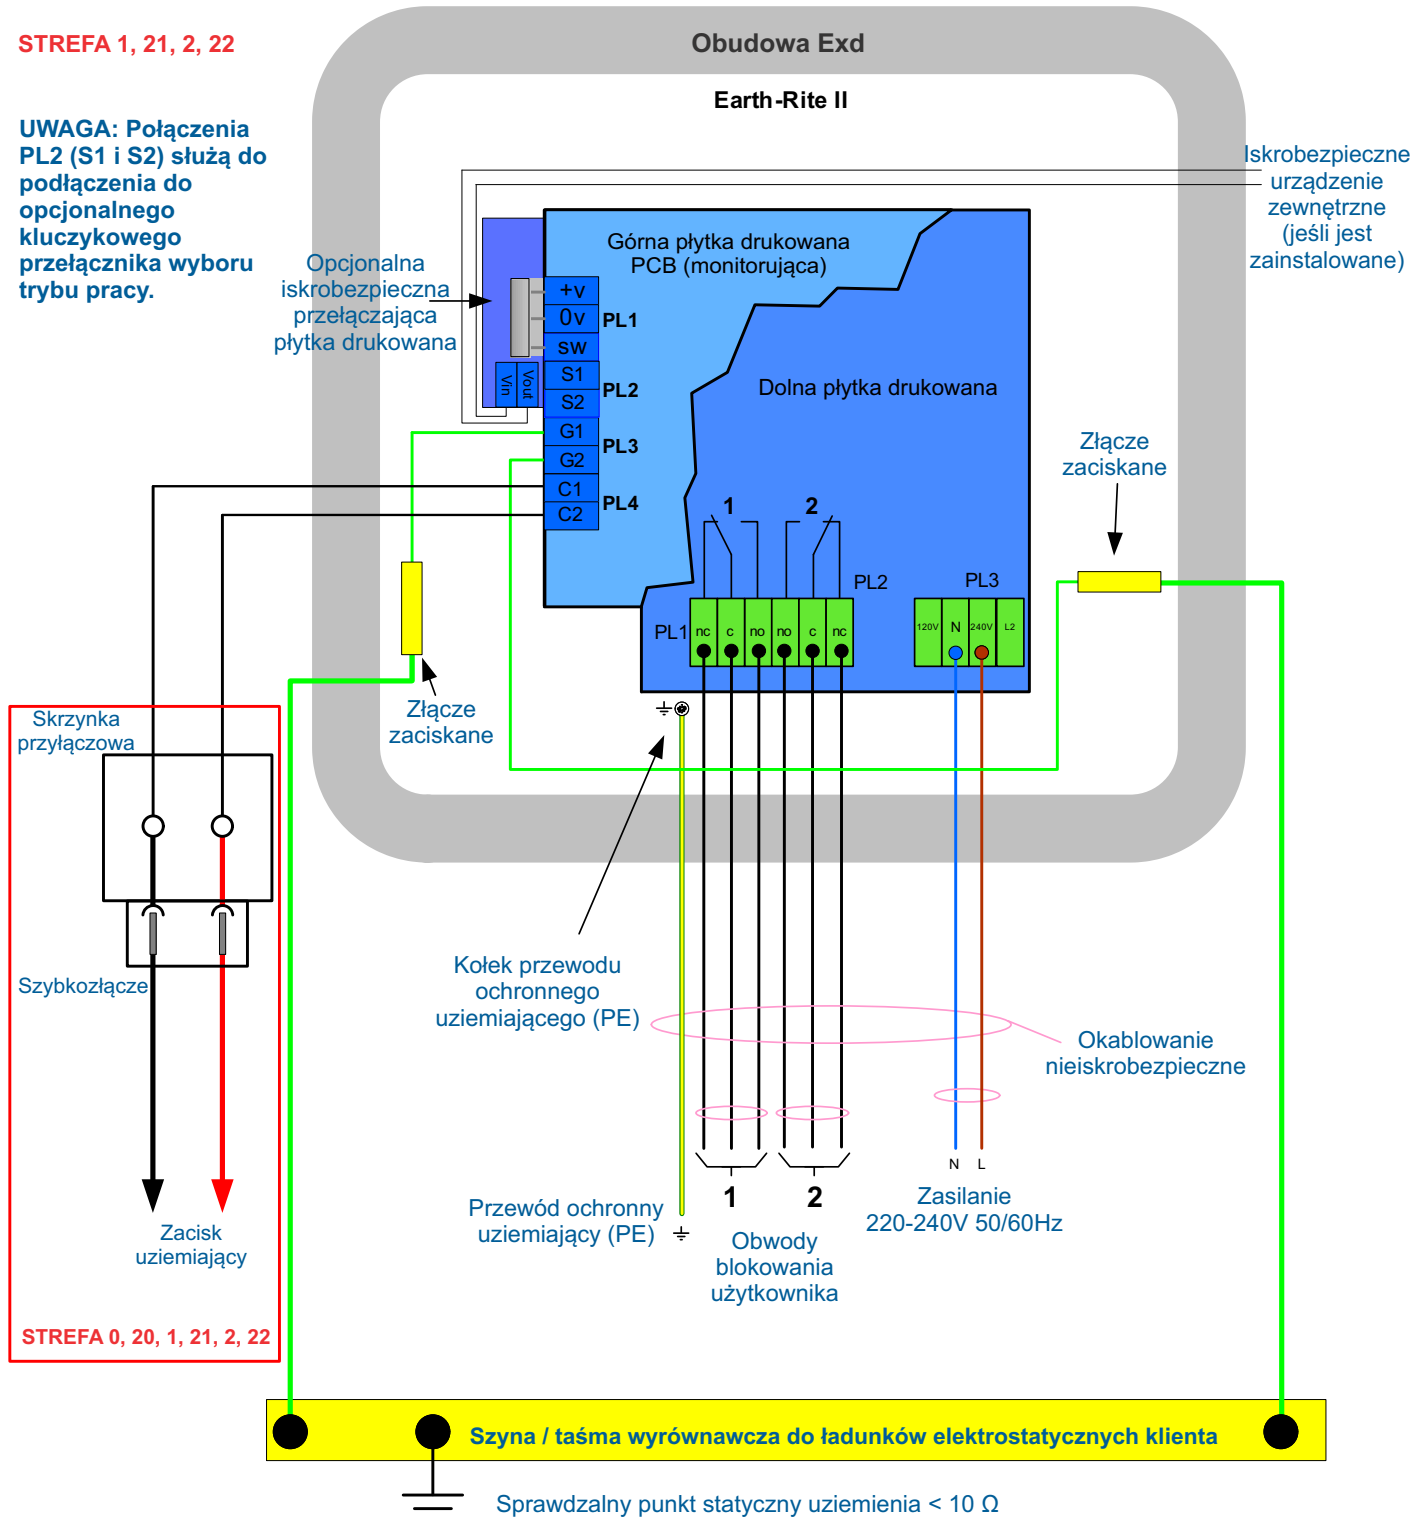 STREFA 1, 21, 2, 22
Obudowa Exd
Earth-Rite II
UWAGA: Połączenia
PL2 (S1 i S2) służą do
podłączenia do
opcjonalnego
kluczykowego
przełącznika wyboru
trybu pracy.
Iskrobezpieczne
urządzenie
zewnętrzne
(jeśli jest
zainstalowane)
Górna płytka drukowana
PCB (monitorująca)
Opcjonalna
iskrobezpieczna
przełączająca
płytka drukowana
+v
0v
sw
PL1
S1
S2
PL2
G1
G2
PL3
C1
C2
PL4
Vin
Vout
Dolna płytka drukowana
Złącze
zaciskane
1
2
PL2
PL3
PL1
nc
c
no
no
c
nc
120V
N
240V
L2
Złącze
zaciskane
Skrzynka
przyłączowa
Szybkozłącze
Kołek przewodu
ochronnego
uziemiającego (PE)
Okablowanie
nieiskrobezpieczne
N
L
Zasilanie
220-240V 50/60Hz
1
2
Przewód ochronny
uziemiający (PE)
Obwody
blokowania
użytkownika
Zacisk
uziemiający
STREFA 0, 20, 1, 21, 2, 22
Szyna / taśma wyrównawcza do ładunków elektrostatycznych klienta
Sprawdzalny punkt statyczny uziemienia < 10 Ω